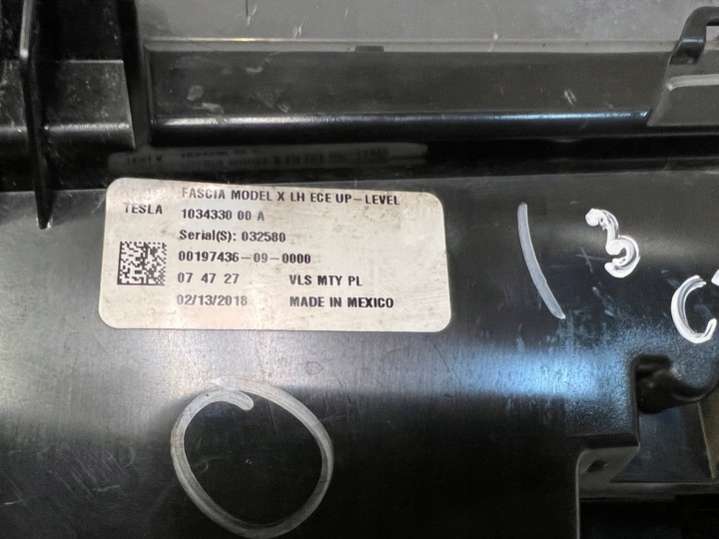 FASCIA MODEL X LH ECE UP-LEVEL
TESLA 1034330 00 A
Serial(S): 032580
00197436-09-0000
07 47 27 VLS MTY PL
02/13/2018 MADE IN MEXICO
13